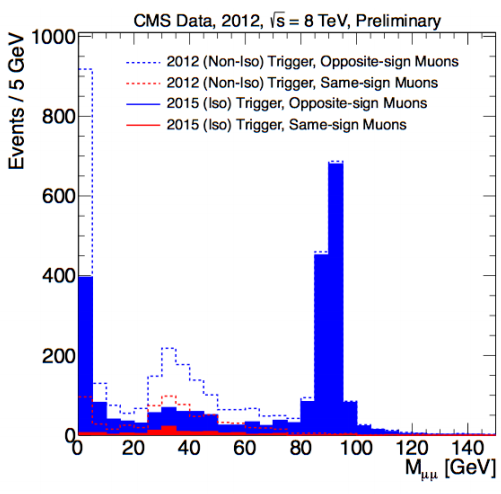 CMS Data, 2012, √s = 8 TeV, Preliminary
Events / 5 GeV
1000
800
600
400
200
0
2012 (Non-Iso) Trigger, Opposite-sign Muons
2012 (Non-Iso) Trigger, Same-sign Muons
2015 (Iso) Trigger, Opposite-sign Muons
2015 (Iso) Trigger, Same-sign Muons
0 20 40 60 80 100 120 140
Mμμ [GeV]